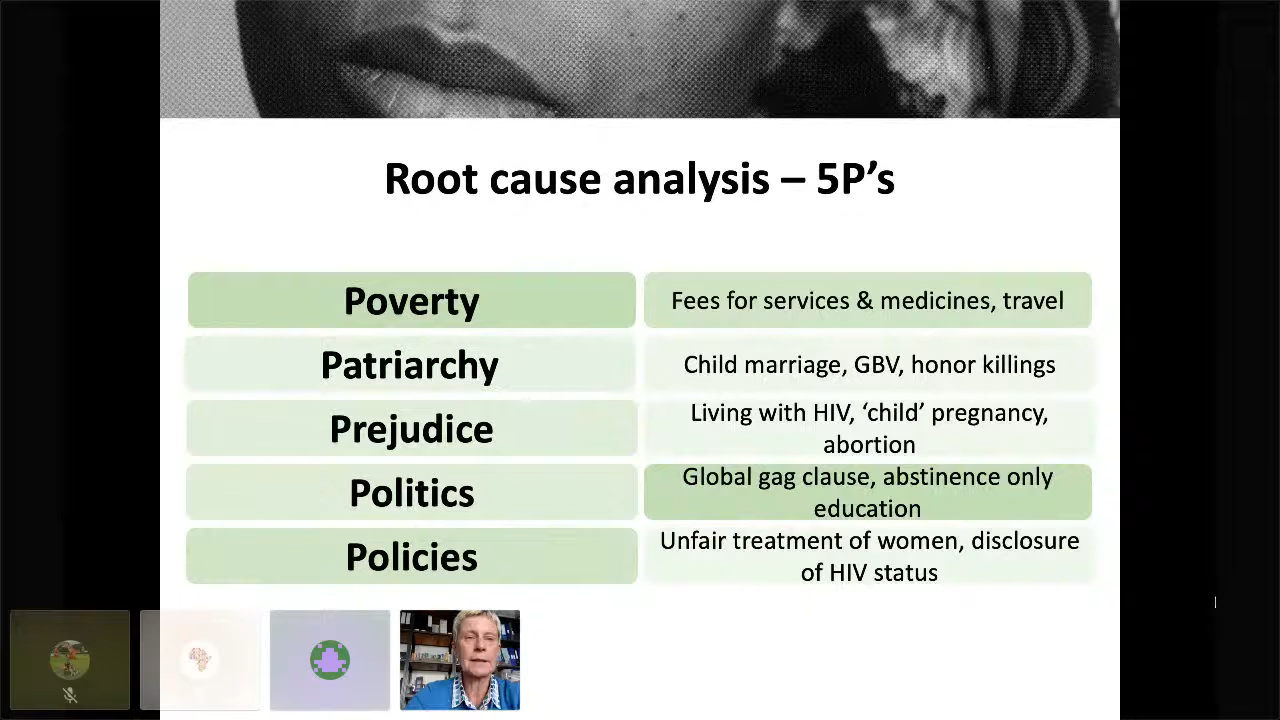 Root cause analysis – 5P’s
Poverty
Fees for services & medicines, travel
Patriarchy
Child marriage, GBV, honor killings
Prejudice
Living with HIV, ‘child’ pregnancy,
abortion
Politics
Global gag clause, abstinence only
education
Policies
Unfair treatment of women, disclosure
of HIV status